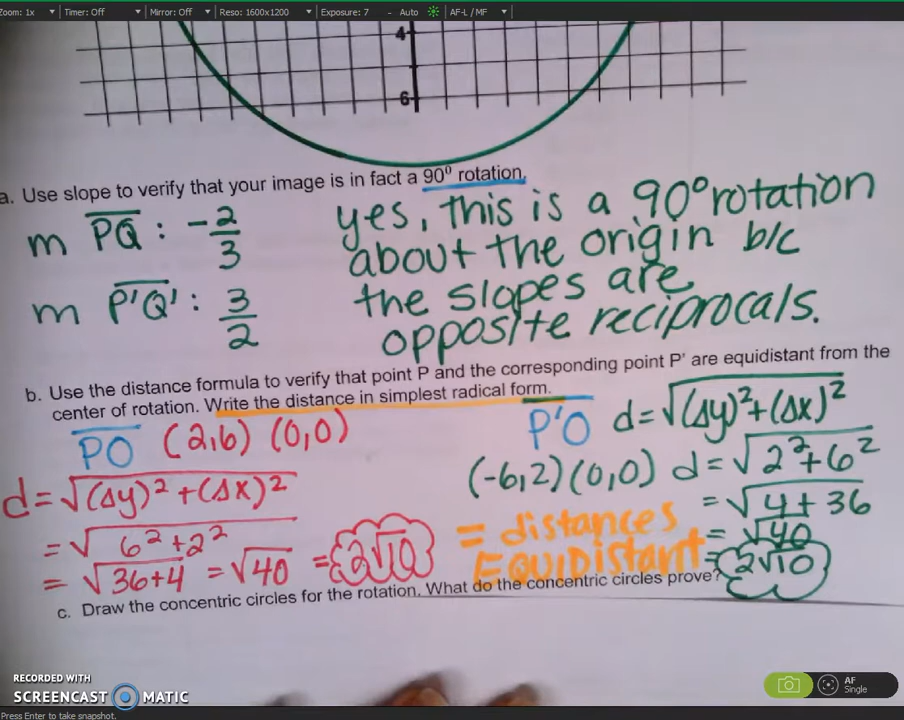 Zoom: 1x Timer: Off Mirror: Off Reso: 1600x1200 Exposure: 7 - Auto AF-L / MF
4
6
a. Use slope to verify that your image is in fact a 90⁰ rotation.
m PQ : -2/3
yes, this is a 90° rotation
about the origin b/c
m P'Q' : 3/2
the slopes are
opposite reciprocals.
b. Use the distance formula to verify that point P and the corresponding point P' are equidistant from the
center of rotation. Write the distance in simplest radical form.
PO (2,6) (0,0)
d=√(Δy)²+(Δx)²
=√6²+2²
=√36+4 =√40 =2√10
P'O d=√(Δy)²+(Δx)²
(-6,2)(0,0) d=√2²+6²
=√4+36
=√40
=2√10
= distances
EQUIDISTANT
c. Draw the concentric circles for the rotation. What do the concentric circles prove?
RECORDED WITH
SCREENCAST MATIC
AF
Single
Press Enter to take snapshot.